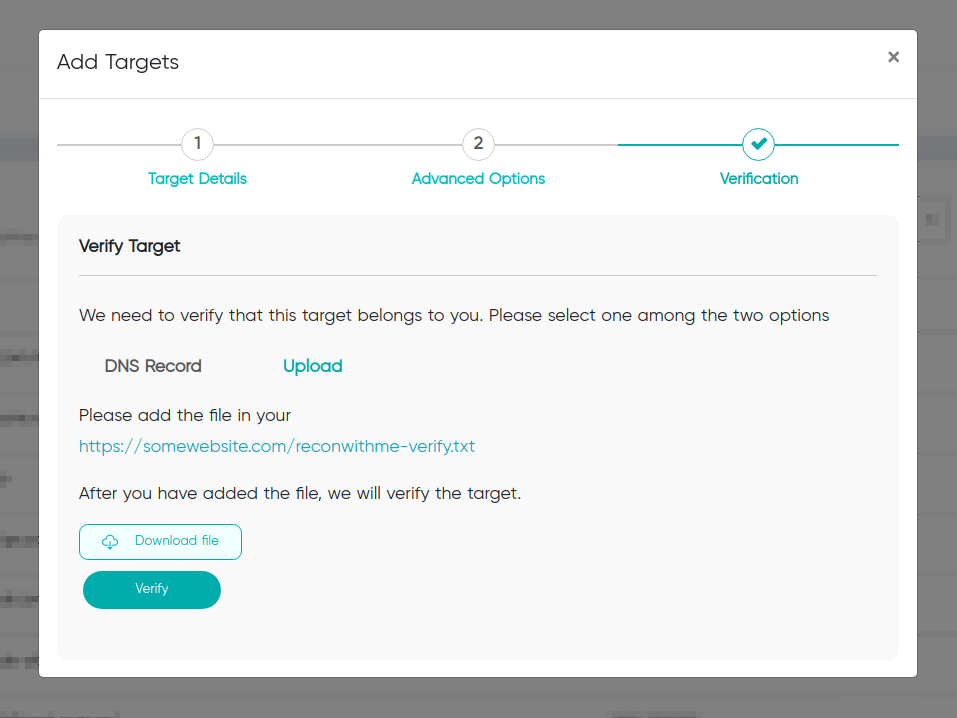 Add Targets
×
1
2
Target Details
Advanced Options
Verification
Verify Target
We need to verify that this target belongs to you. Please select one among the two options
DNS Record
Upload
Please add the file in your
https://somewebsite.com/reconwithme-verify.txt
After you have added the file, we will verify the target.
Download file
Verify